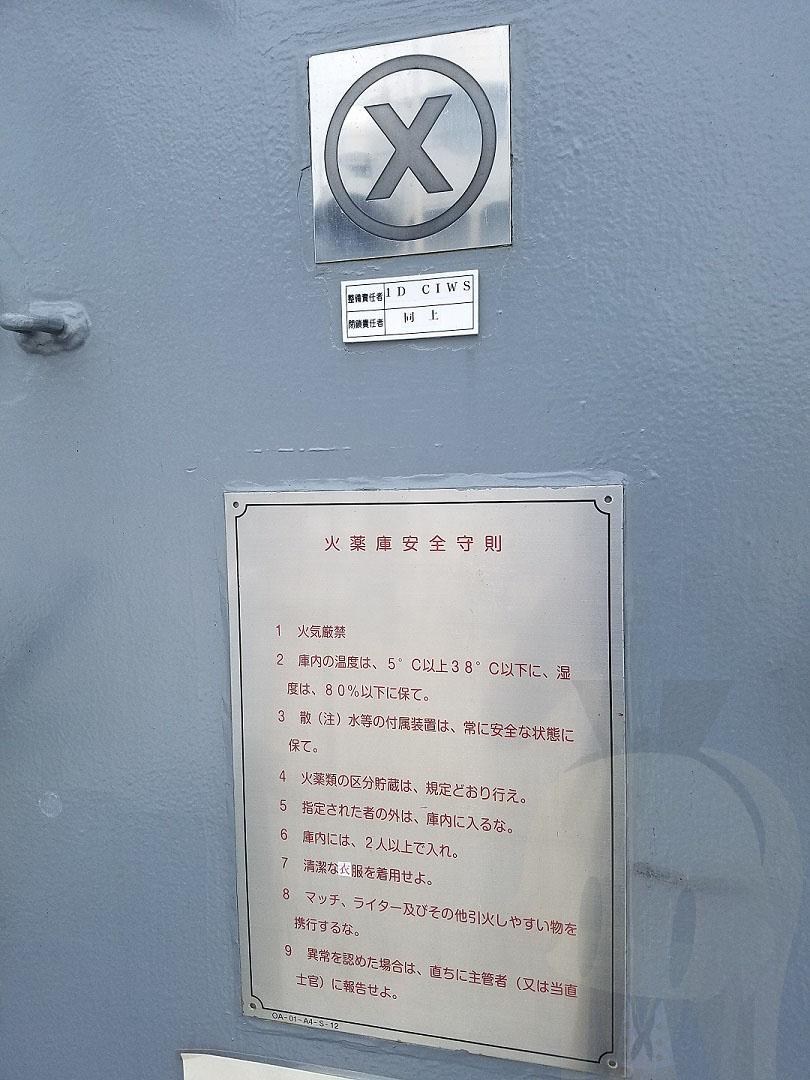 X
整備責任者 1D CIWS
閉鎖責任者 同上
火薬庫安全守則
1 火気厳禁
2 庫内の温度は、5°C以上38°C以下に、湿
度は、80%以下に保て。
3 散(注)水等の付属装置は、常に安全な状態に
保て。
4 火薬類の区分貯蔵は、規定どおり行え。
5 指定された者の外は、庫内に入るな。
6 庫内には、2人以上で入れ。
7 清潔な衣服を着用せよ。
8 マッチ、ライター及びその他引火しやすい物を
携行するな。
9 異常を認めた場合は、直ちに主管者(又は当直
士官)に報告せよ。
OA-01-A4-S-12